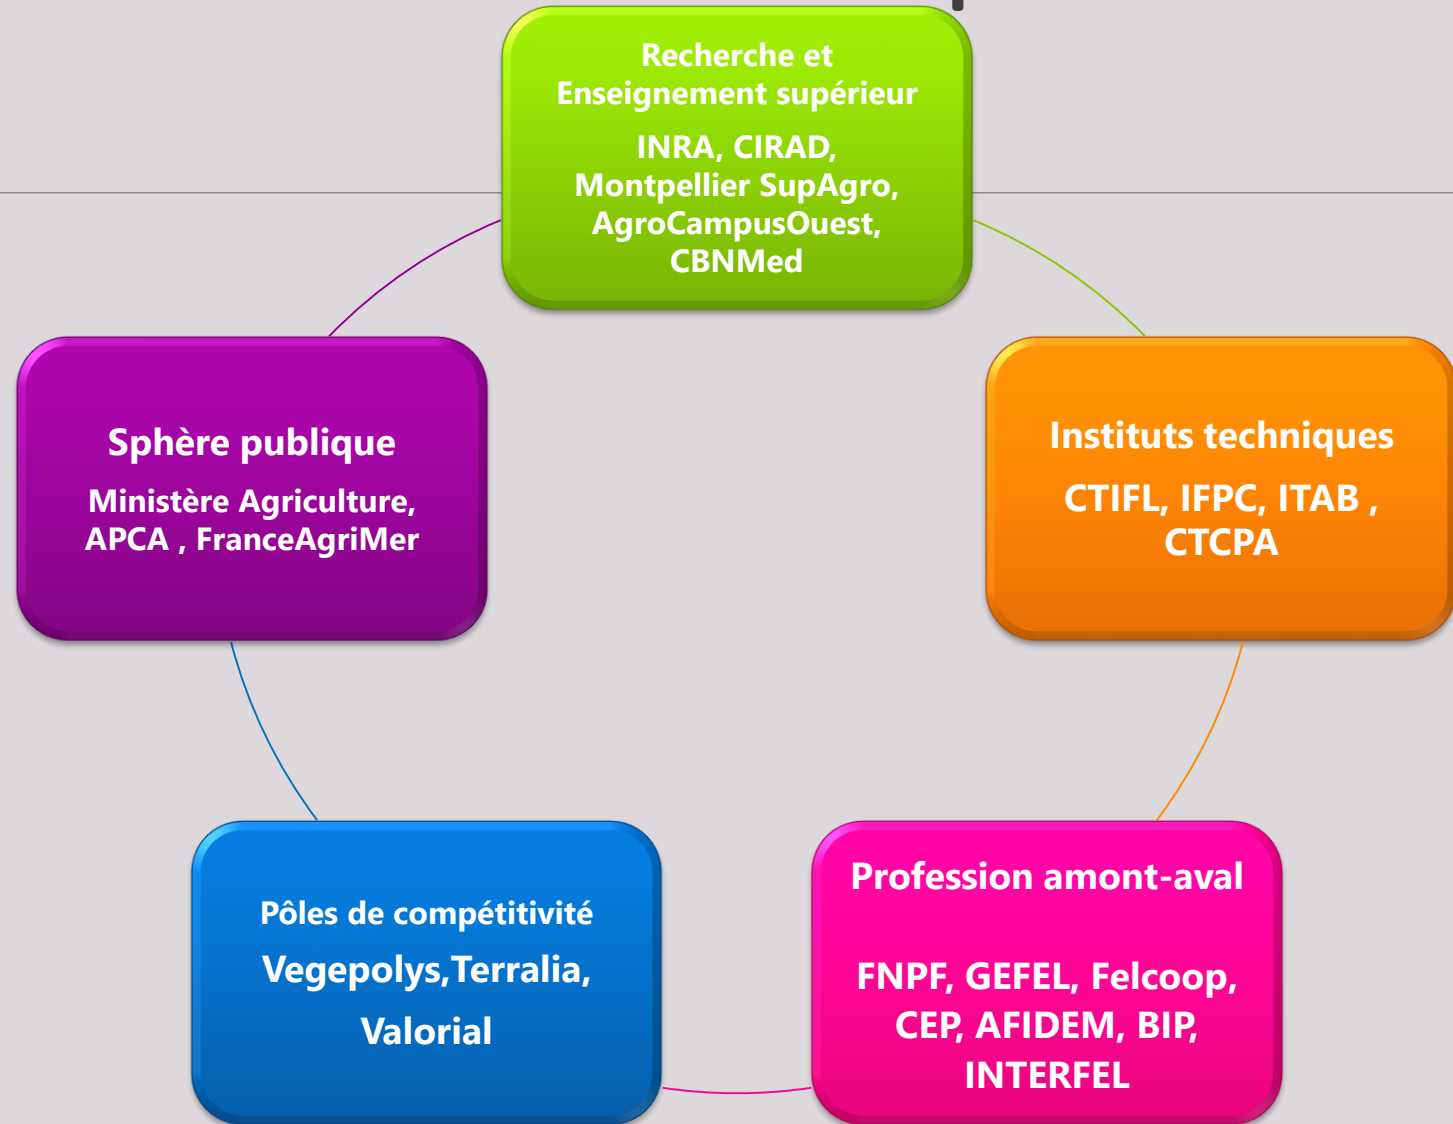 Recherche et
Enseignement supérieur
INRA, CIRAD,
Montpellier SupAgro,
AgroCampusOuest,
CBNMed
Sphère publique
Ministère Agriculture,
APCA , FranceAgriMer
Instituts techniques
CTIFL, IFPC, ITAB ,
CTCPA
Pôles de compétitivité
Vegepolys,Terralia,
Valorial
Profession amont-aval
FNPF, GEFEL, Felcoop,
CEP, AFIDEM, BIP,
INTERFEL